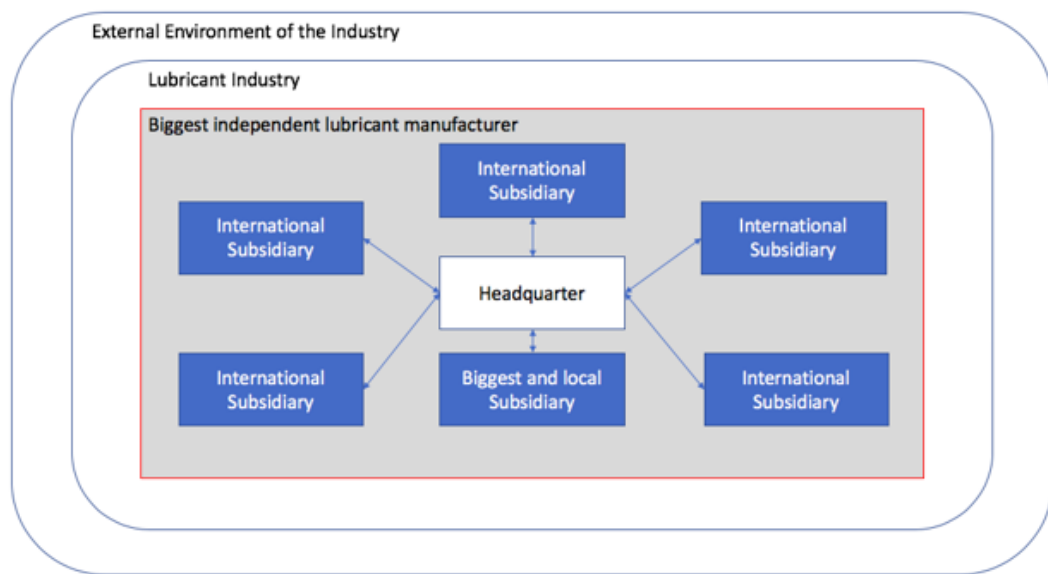 External Environment of the Industry
Lubricant Industry
Biggest independent lubricant manufacturer
International
Subsidiary
International
Subsidiary
International
Subsidiary
Headquarter
International
Subsidiary
Biggest and local
Subsidiary
International
Subsidiary